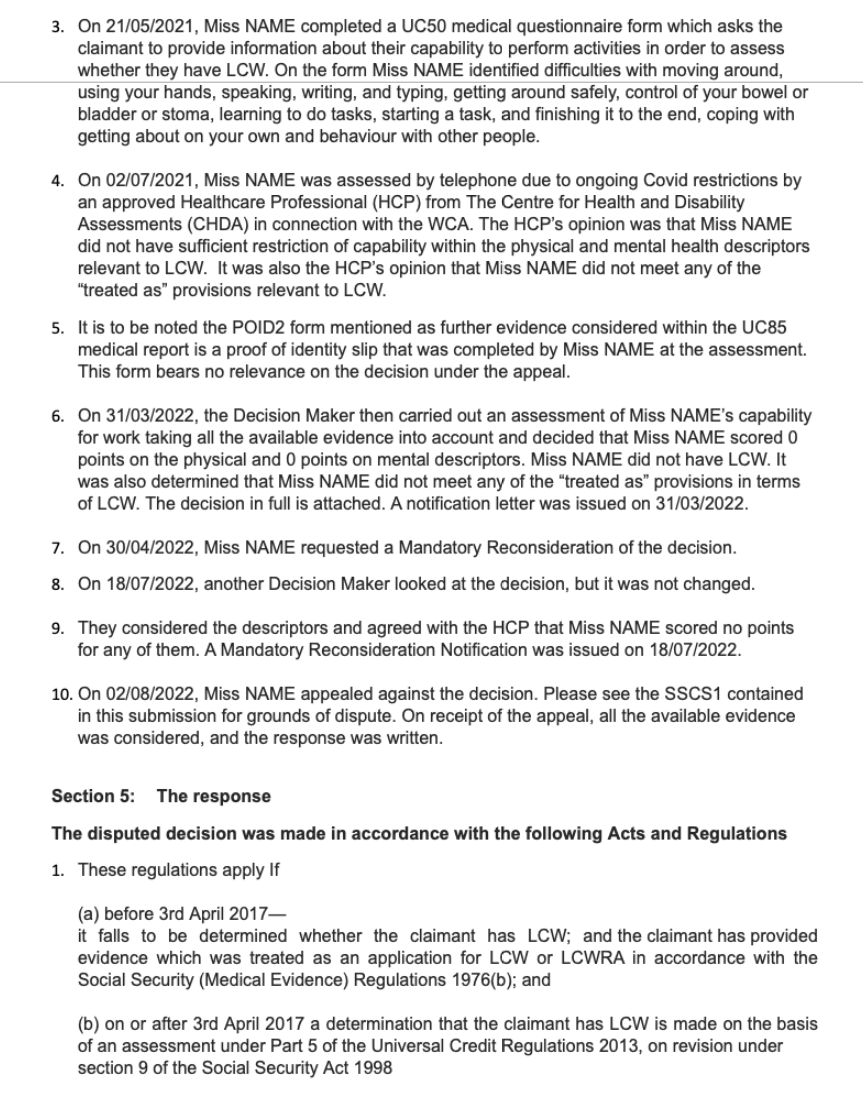 3. On 21/05/2021, Miss NAME completed a UC50 medical questionnaire form which asks the
claimant to provide information about their capability to perform activities in order to assess
whether they have LCW. On the form Miss NAME identified difficulties with moving around,
using your hands, speaking, writing, and typing, getting around safely, control of your bowel or
bladder or stoma, learning to do tasks, starting a task, and finishing it to the end, coping with
getting about on your own and behaviour with other people.
4. On 02/07/2021, Miss NAME was assessed by telephone due to ongoing Covid restrictions by
an approved Healthcare Professional (HCP) from The Centre for Health and Disability
Assessments (CHDA) in connection with the WCA. The HCP's opinion was that Miss NAME
did not have sufficient restriction of capability within the physical and mental health descriptors
relevant to LCW. It was also the HCP's opinion that Miss NAME did not meet any of the
“treated as” provisions relevant to LCW.
5. It is to be noted the POID2 form mentioned as further evidence considered within the UC85
medical report is a proof of identity slip that was completed by Miss NAME at the assessment.
This form bears no relevance on the decision under the appeal.
6. On 31/03/2022, the Decision Maker then carried out an assessment of Miss NAME's capability
for work taking all the available evidence into account and decided that Miss NAME scored 0
points on the physical and 0 points on mental descriptors. Miss NAME did not have LCW. It
was also determined that Miss NAME did not meet any of the “treated as” provisions in terms
of LCW. The decision in full is attached. A notification letter was issued on 31/03/2022.
7. On 30/04/2022, Miss NAME requested a Mandatory Reconsideration of the decision.
8. On 18/07/2022, another Decision Maker looked at the decision, but it was not changed.
9. They considered the descriptors and agreed with the HCP that Miss NAME scored no points
for any of them. A Mandatory Reconsideration Notification was issued on 18/07/2022.
10. On 02/08/2022, Miss NAME appealed against the decision. Please see the SSCS1 contained
in this submission for grounds of dispute. On receipt of the appeal, all the available evidence
was considered, and the response was written.
Section 5: The response
The disputed decision was made in accordance with the following Acts and Regulations
1. These regulations apply If
(a) before 3rd April 2017—
it falls to be determined whether the claimant has LCW; and the claimant has provided
evidence which was treated as an application for LCW or LCWRA in accordance with the
Social Security (Medical Evidence) Regulations 1976(b); and
(b) on or after 3rd April 2017 a determination that the claimant has LCW is made on the basis
of an assessment under Part 5 of the Universal Credit Regulations 2013, on revision under
section 9 of the Social Security Act 1998